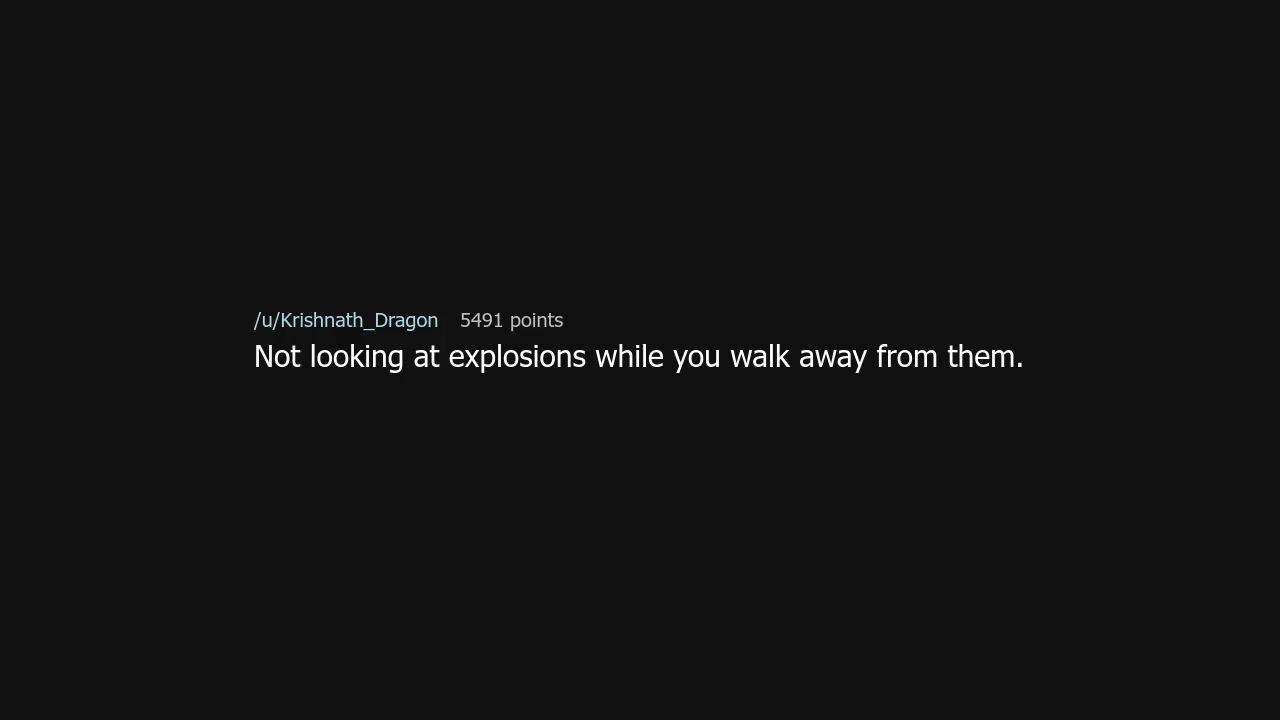 /u/Krishnath_Dragon 5491 points
Not looking at explosions while you walk away from them.